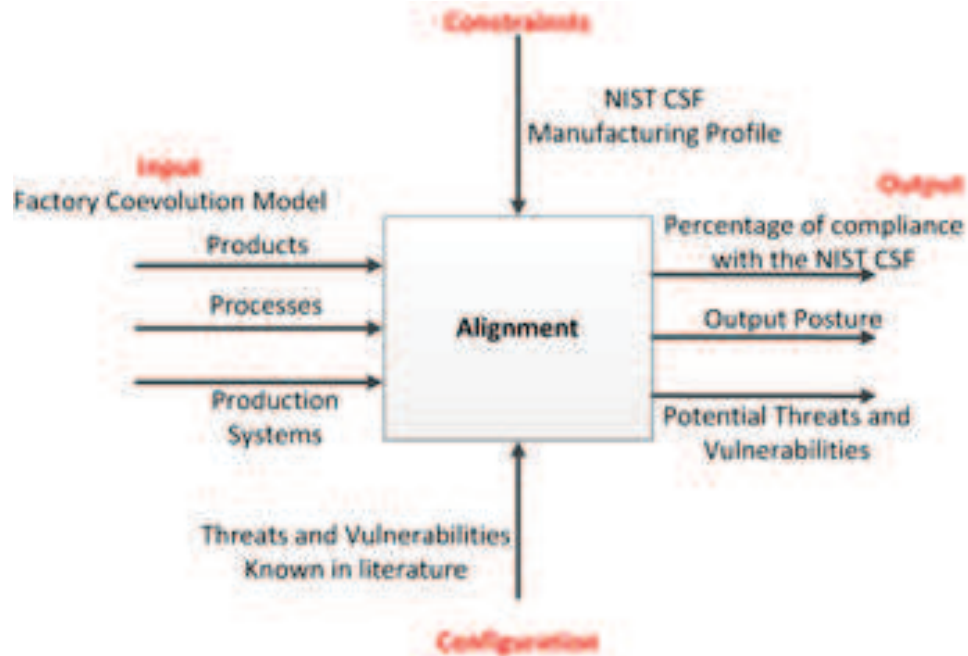 Constraints
NIST CSF
Manufacturing Profile
Input
Factory Coevolution Model
Products
Processes
Production
Systems
Alignment
Output
Percentage of compliance
with the NIST CSF
Output Posture
Potential Threats and
Vulnerabilities
Threats and Vulnerabilities
Known in literature
Configuration